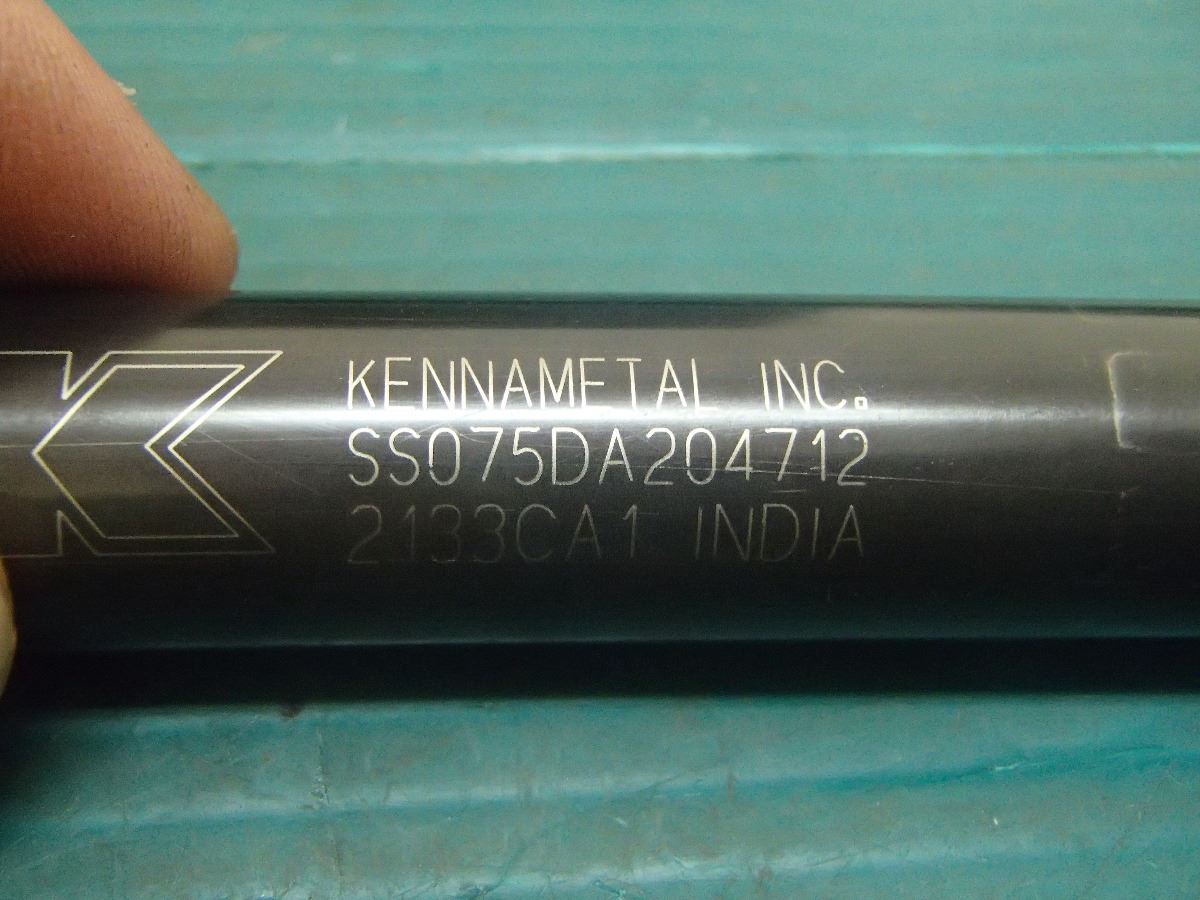 KENNAMETAL INC.
SS075DA204712
2133CA1 INDIA